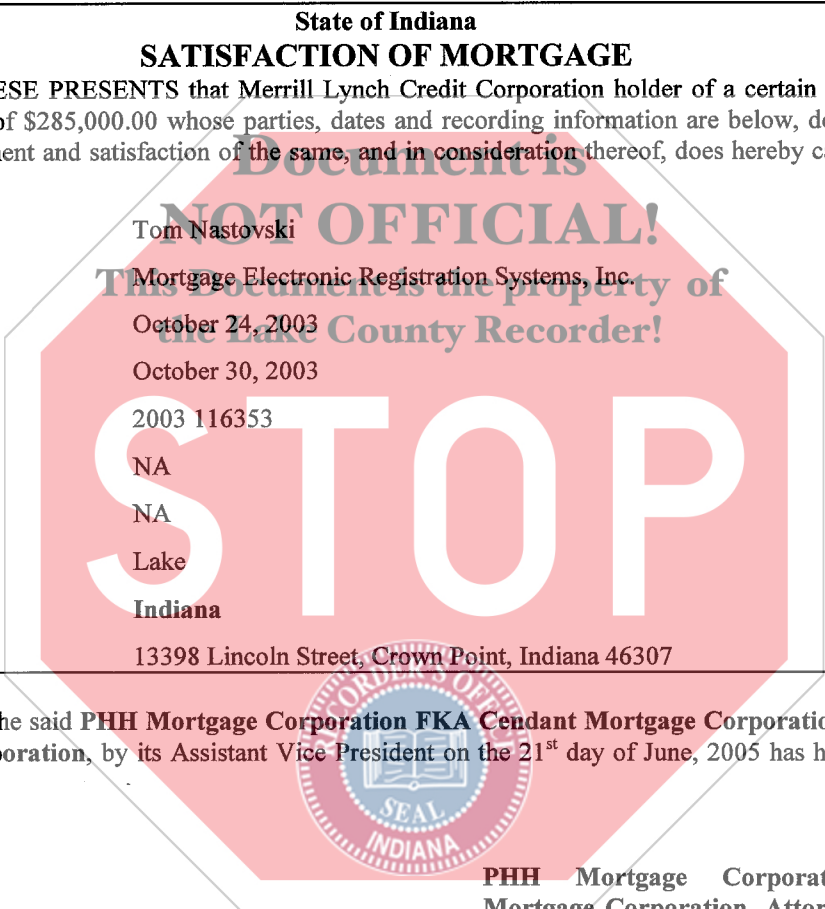 State of Indiana
SATISFACTION OF MORTGAGE
ESE PRESENTS that Merrill Lynch Credit Corporation holder of a certain
of $285,000.00 whose parties, dates and recording information are below, d
ent and satisfaction of the same, and in consideration thereof, does hereby c
Document is
NOT OFFICIAL!
This Document is the property of
the Lake County Recorder!
Tom Nastovski
Mortgage Electronic Registration Systems, Inc.
October 24, 2003
October 30, 2003
2003 116353
NA
NA
Lake
Indiana
13398 Lincoln Street, Crown Point, Indiana 46307
STOP
he said PHH Mortgage Corporation FKA Cendant Mortgage Corporatio
oration, by its Assistant Vice President on the 21st day of June, 2005 has h
RECORDER'S OFFICE
SEAL
INDIANA
PHH Mortgage Corporat
Mortgage Corporation, Attor